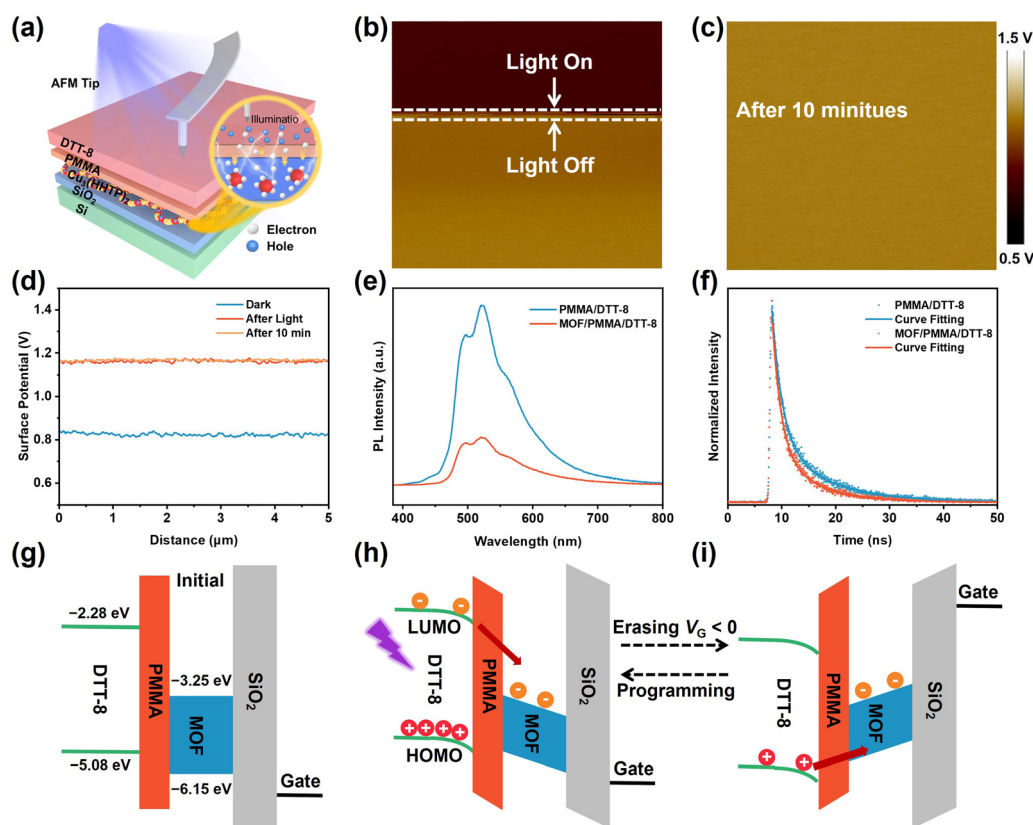 (a)
AFM Tip
Illuminatio
DTT-8
PMMA
Cu3(HHTP)2
SiO2
Si
Electron
Hole
(b)
Light On
Light Off
(c)
After 10 minitues
1.5 V
0.5 V
(d)
Surface Potential (V)
1.4
1.2
1.0
0.8
0.6
Dark
After Light
After 10 min
0 1 2 3 4 5
Distance (μm)
(e)
PL Intensity (a.u.)
PMMA/DTT-8
MOF/PMMA/DTT-8
400 500 600 700 800
Wavelength (nm)
(f)
Normalized Intensity
PMMA/DTT-8
Curve Fitting
MOF/PMMA/DTT-8
Curve Fitting
0 10 20 30 40 50
Time (ns)
(g)
Initial
−2.28 eV
DTT-8
−5.08 eV
PMMA
−3.25 eV
MOF
−6.15 eV
SiO2
Gate
(h)
LUMO
DTT-8
HOMO
PMMA
MOF
SiO2
Gate
Erasing VG < 0
Programming
(i)
DTT-8
PMMA
MOF
SiO2
Gate